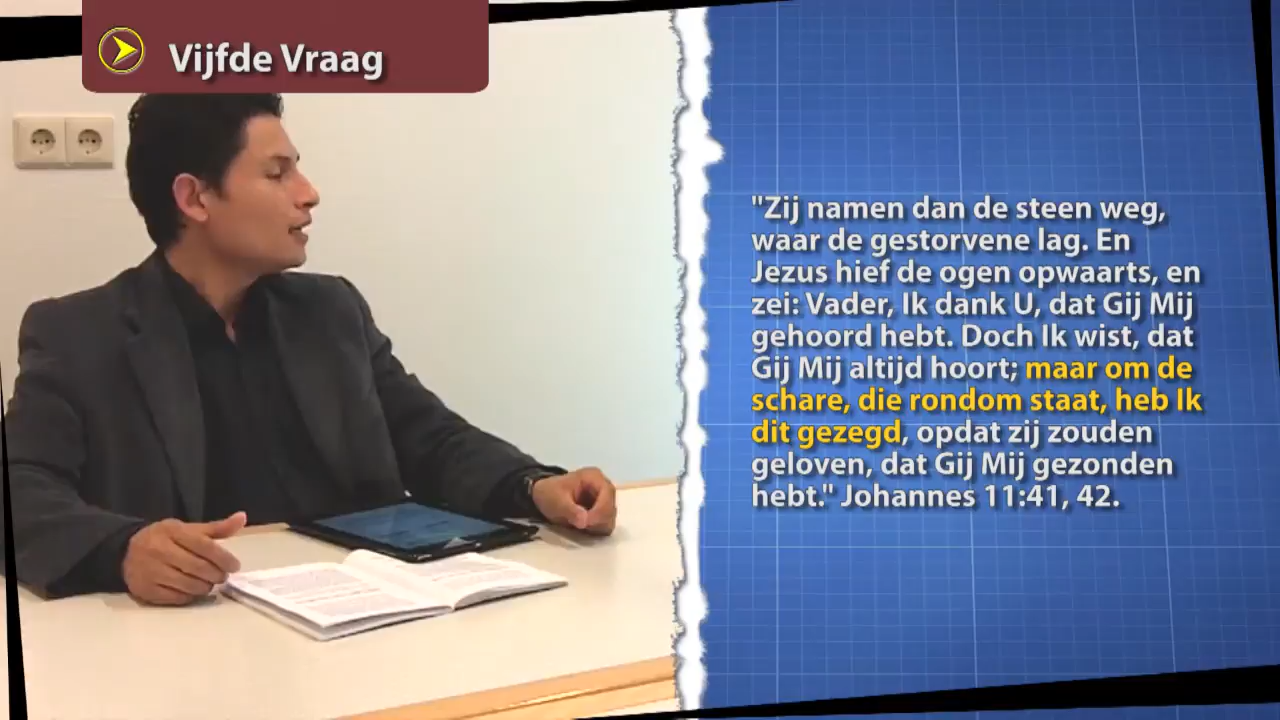 Vijfde Vraag
"Zij namen dan de steen weg,
waar de gestorvene lag. En
Jezus hief de ogen opwaarts, en
zei: Vader, Ik dank U, dat Gij Mij
gehoord hebt. Doch Ik wist, dat
Gij Mij altijd hoort; maar om de
schare, die rondom staat, heb Ik
dit gezegd, opdat zij zouden
geloven, dat Gij Mij gezonden
hebt." Johannes 11:41, 42.